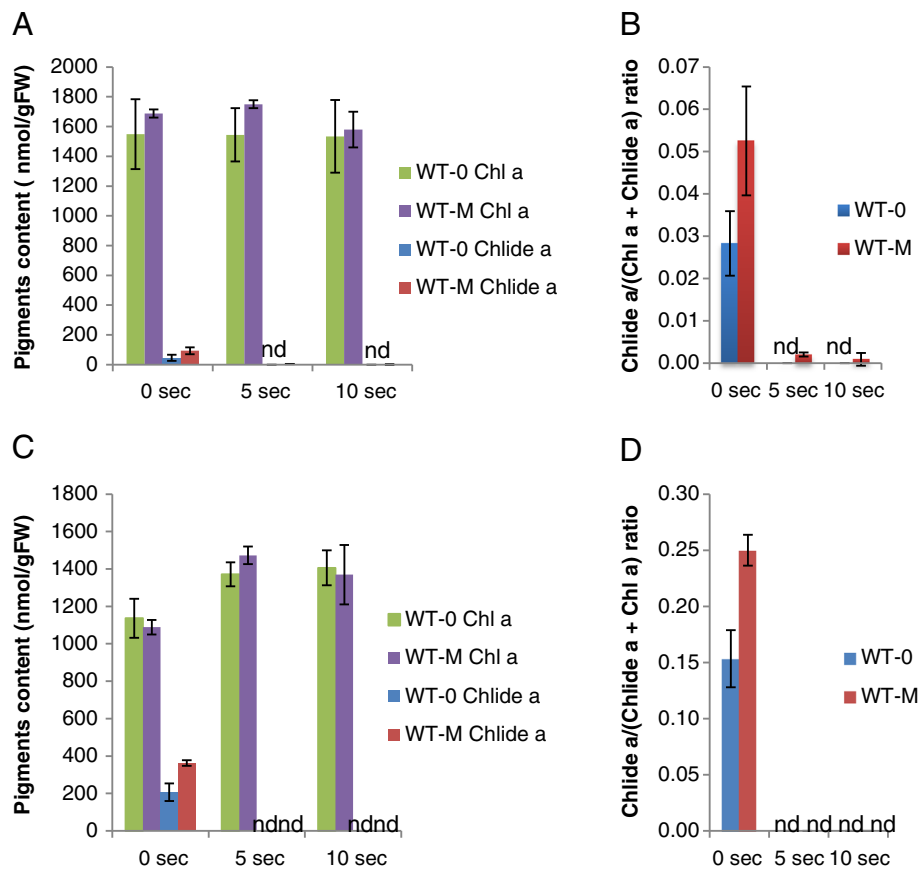 A
Pigments content ( nmol/gFW)
2000
1800
1600
1400
1200
1000
800
600
400
200
0
nd
nd
0 sec
5 sec
10 sec
WT-0 Chl a
WT-M Chl a
WT-0 Chlide a
WT-M Chlide a
B
Chlide a/(Chl a + Chlide a) ratio
0.07
0.06
0.05
0.04
0.03
0.02
0.01
0.00
nd
nd
0 sec
5 sec
10 sec
WT-0
WT-M
C
Pigments content (nmol/gFW)
1800
1600
1400
1200
1000
800
600
400
200
0
ndnd
ndnd
0 sec
5 sec
10 sec
WT-0 Chl a
WT-M Chl a
WT-0 Chlide a
WT-M Chlide a
D
Chlide a/(Chlide a + Chl a) ratio
0.30
0.25
0.20
0.15
0.10
0.05
0.00
nd nd nd nd
0 sec
5 sec
10 sec
WT-0
WT-M